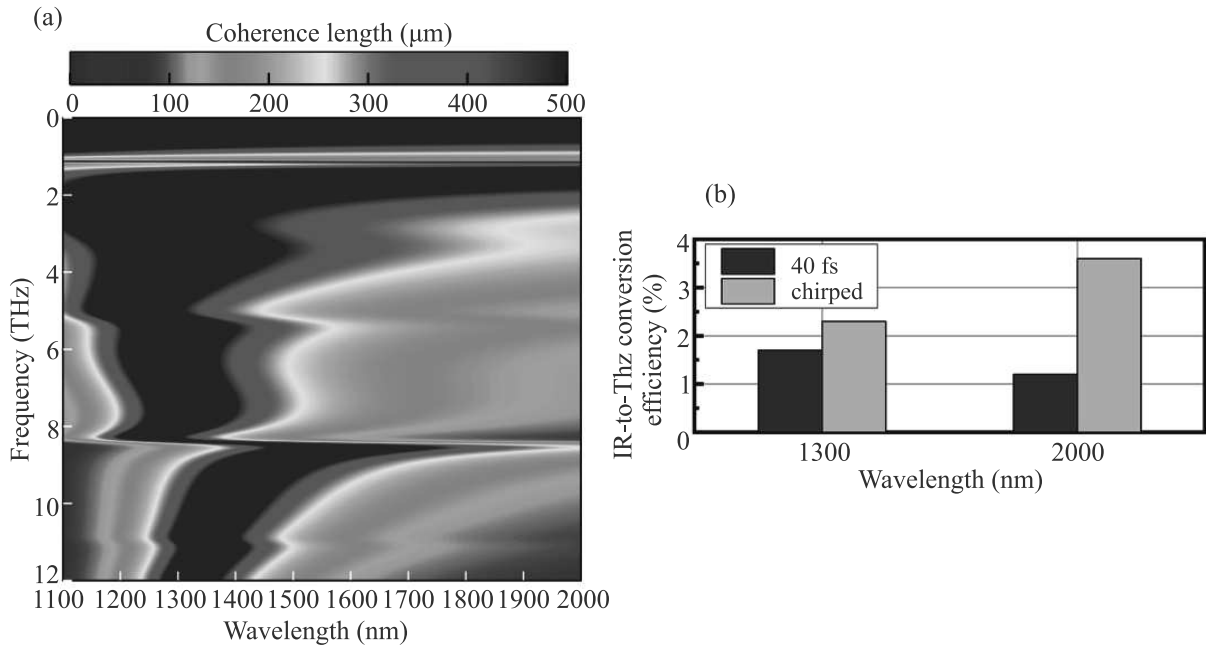 (a)
Coherence length (μm)
0 100 200 300 400 500
0
2
4
6
8
10
12
Frequency (THz)
1100 1200 1300 1400 1500 1600 1700 1800 1900 2000
Wavelength (nm)
(b)
4
3
2
1
0
IR-to-Thz conversion
efficiency (%)
40 fs
chirped
1300 2000
Wavelength (nm)